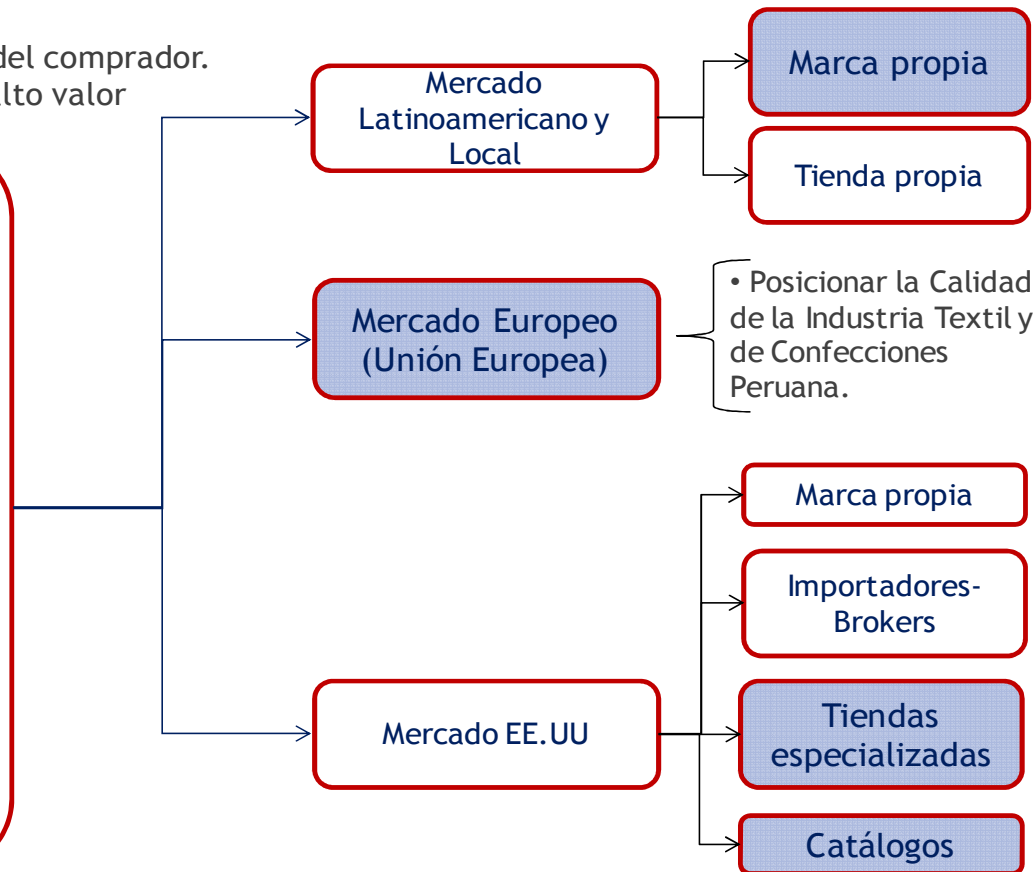 del comprador.
alto valor
Mercado
Latinoamericano y
Local
Marca propia
Tienda propia
Mercado Europeo
(Unión Europea)
• Posicionar la Calidad
de la Industria Textil y
de Confecciones
Peruana.
Mercado EE.UU
Marca propia
Importadores-
Brokers
Tiendas
especializadas
Catálogos